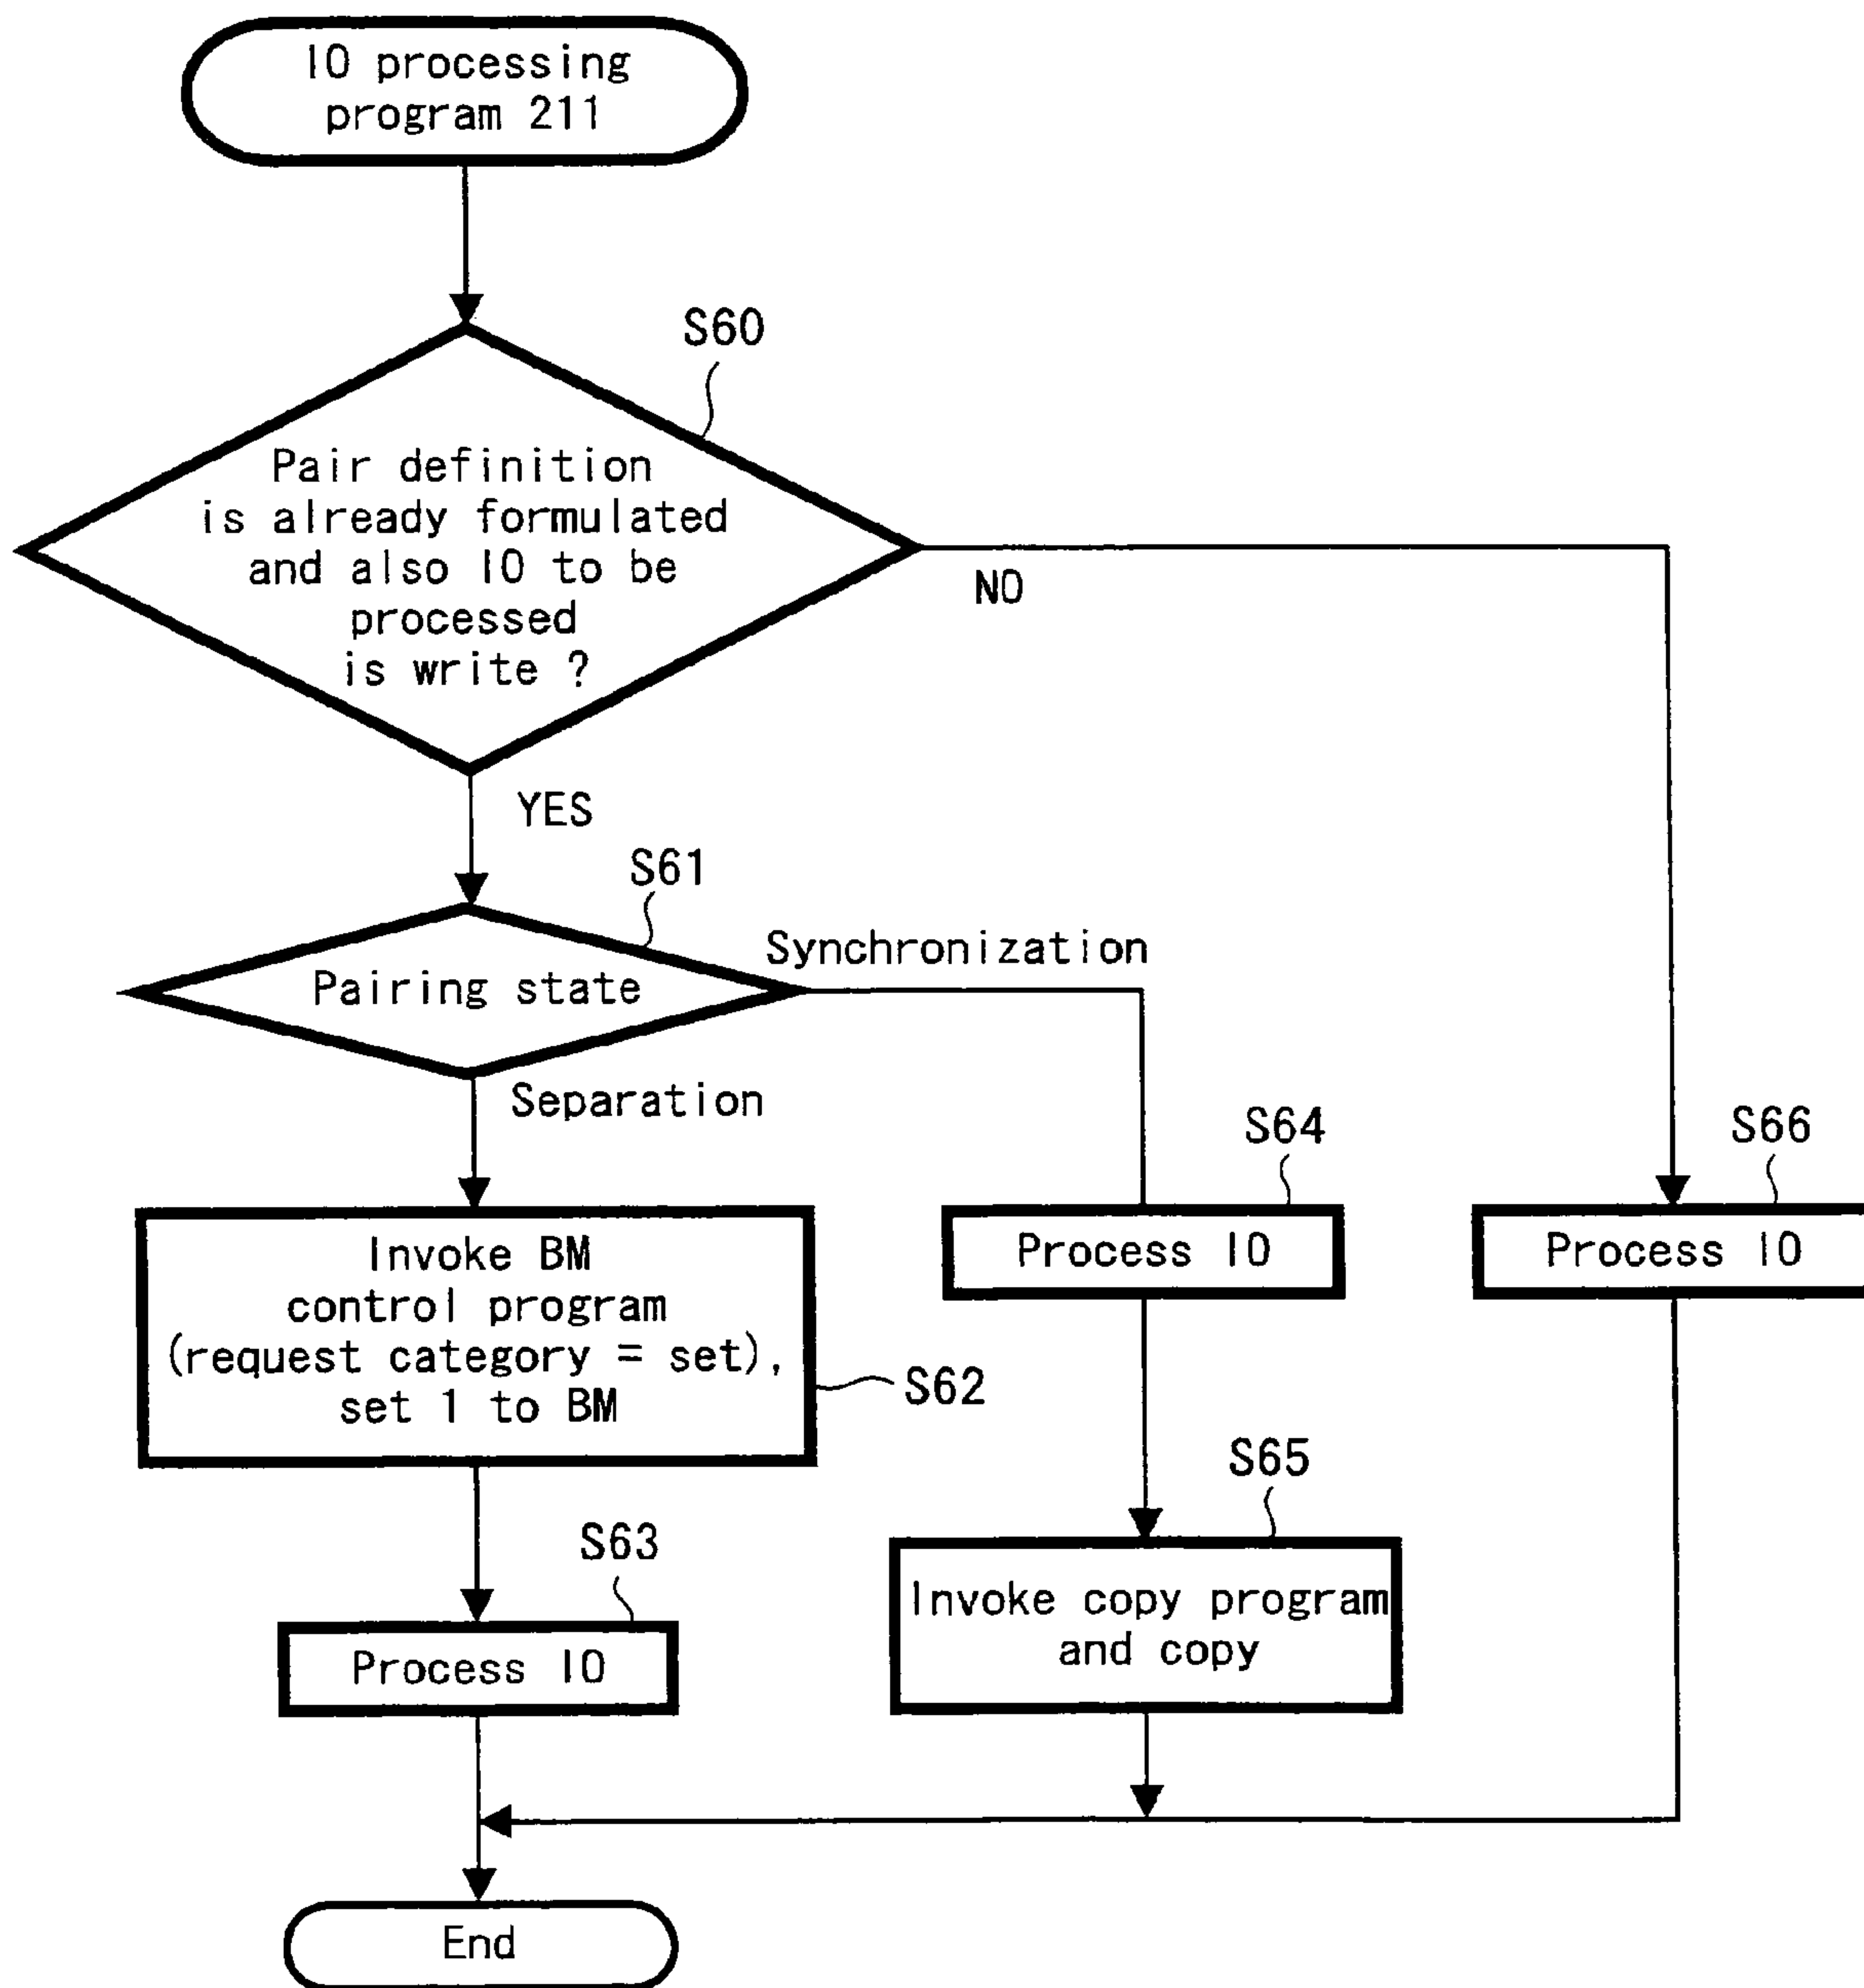 IO processing
program 211
S60
Pair definition
is already formulated
and also IO to be
processed
is write ?
NO
YES
S61
Synchronization
Pairing state
Separation
S64
S66
Invoke BM
control program
(request category = set),
set 1 to BM
S62
Process IO
Process IO
S65
S63
Invoke copy program
and copy
Process IO
End